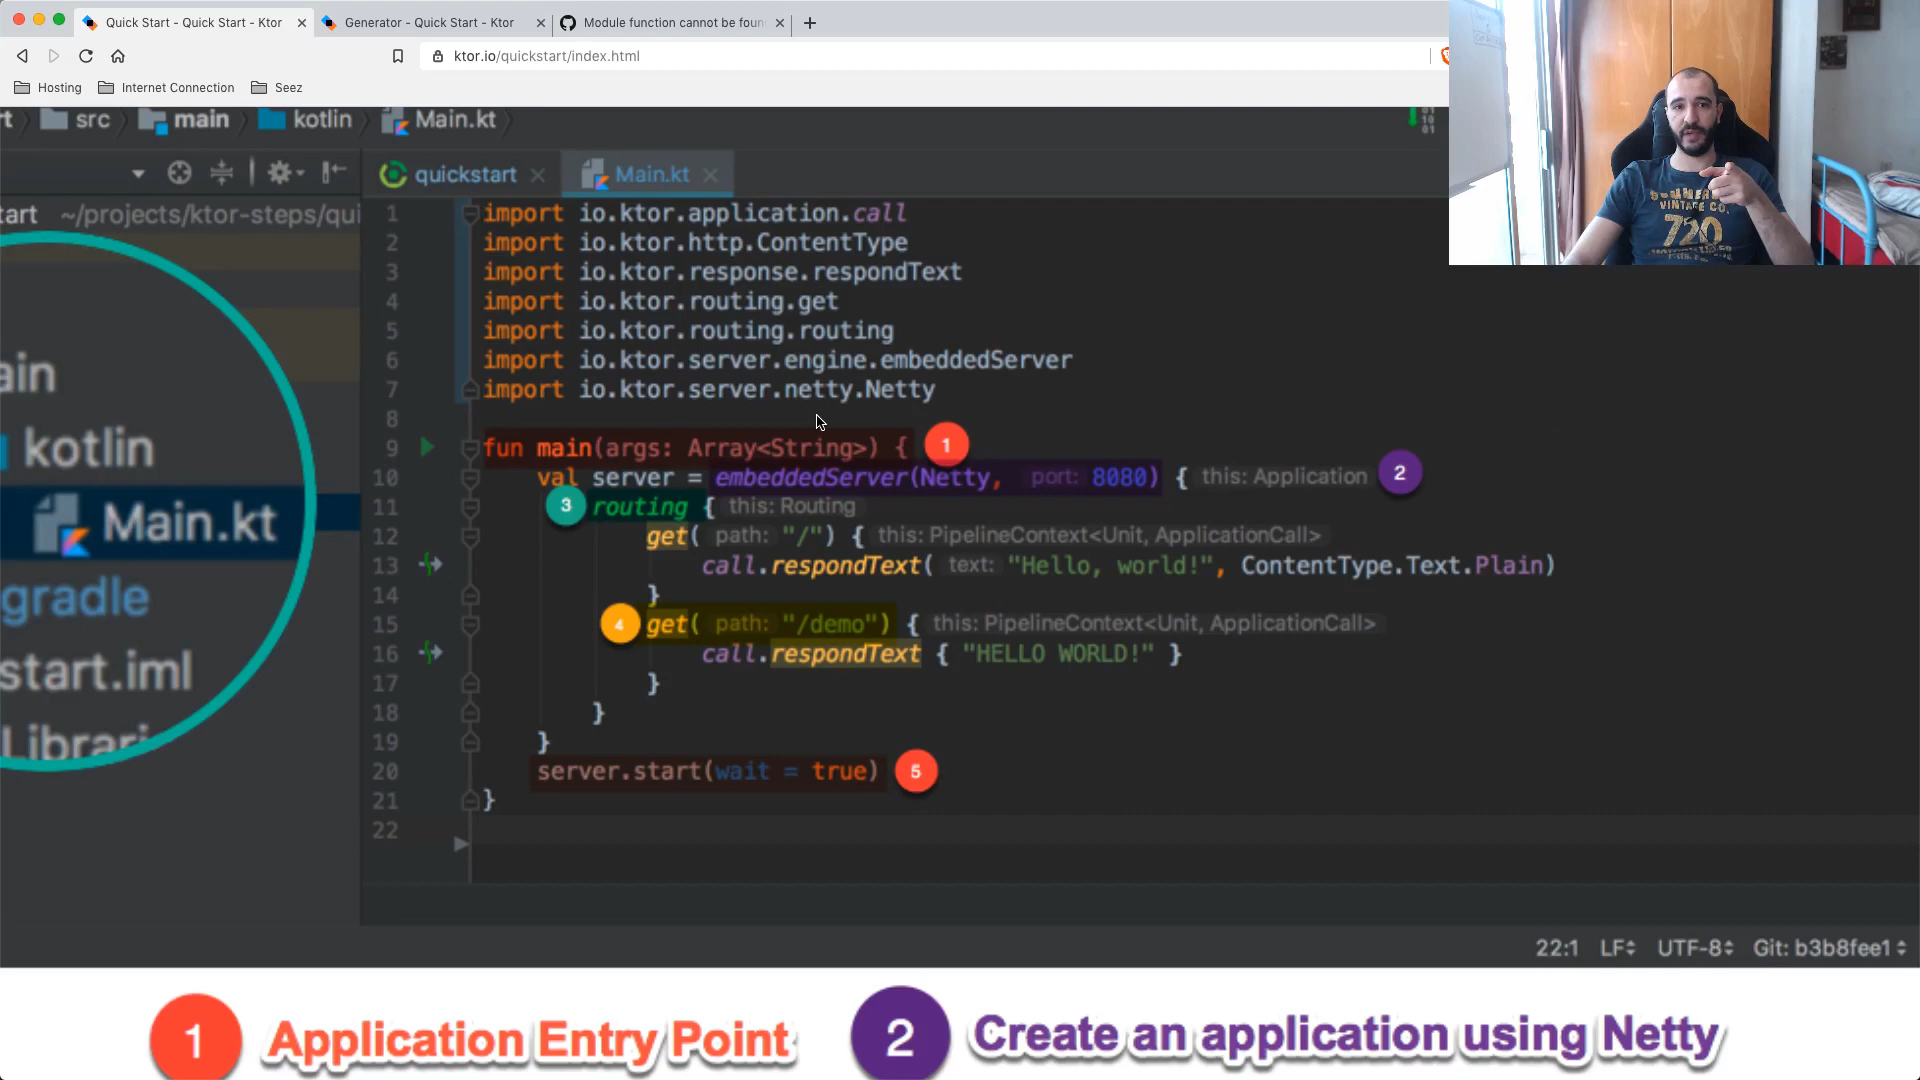 Quick Start - Quick Start - Ktor
Generator - Quick Start - Ktor
Module function cannot be foun
ktor.io/quickstart/index.html
Hosting
Internet Connection
Seez
rt
src
main
kotlin
Main.kt
quickstart
Main.kt
tart ~/projects/ktor-steps/qui
ain
kotlin
Main.kt
gradle
start.iml
Librari
1 import io.ktor.application.call
2 import io.ktor.http.ContentType
3 import io.ktor.response.respondText
4 import io.ktor.routing.get
5 import io.ktor.routing.routing
6 import io.ktor.server.engine.embeddedServer
7 import io.ktor.server.netty.Netty
8
9 fun main(args: Array<String>) { 1
10 val server = embeddedServer(Netty, port: 8080) { this: Application 2
11 3 routing { this: Routing
12 get( path: "/") { this: PipelineContext<Unit, ApplicationCall>
13 call.respondText( text: "Hello, world!", ContentType.Text.Plain)
14 }
15 4 get( path: "/demo") { this: PipelineContext<Unit, ApplicationCall>
16 call.respondText { "HELLO WORLD!" }
17 }
18 }
19 }
20 server.start(wait = true) 5
21 }
22
22:1 LF UTF-8 Git: b3b8fee1
1 Application Entry Point
2 Create an application using Netty
SUMMER
VINTAGE CO.
720